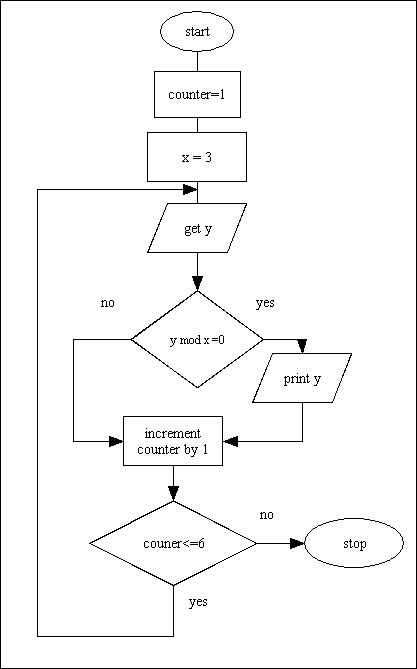 start
counter=1
x = 3
get y
no
yes
y mod x =0
print y
increment
counter by 1
no
couner<=6
stop
yes